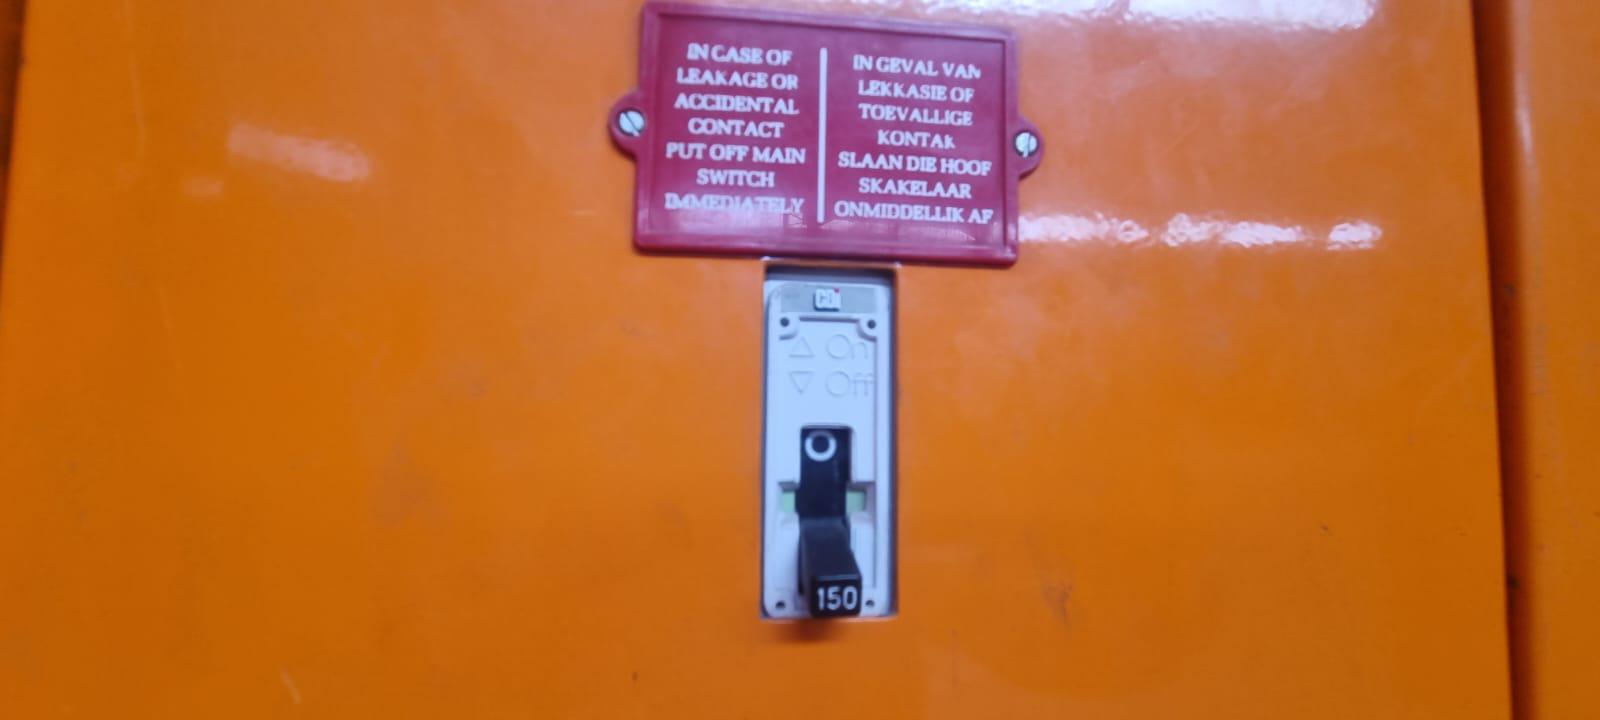 IN CASE OF
LEAKAGE OR
ACCIDENTAL
CONTACT
PUT OFF MAIN
SWITCH
IMMEDIATELY
IN GEVAL VAN
LEKKASIE OF
TOEVALLIGE
KONTAK
SLAAN DIE HOOF
SKAKELAAR
ONMIDDELLIK AF
CDi
△ On
▽ Off
O
150